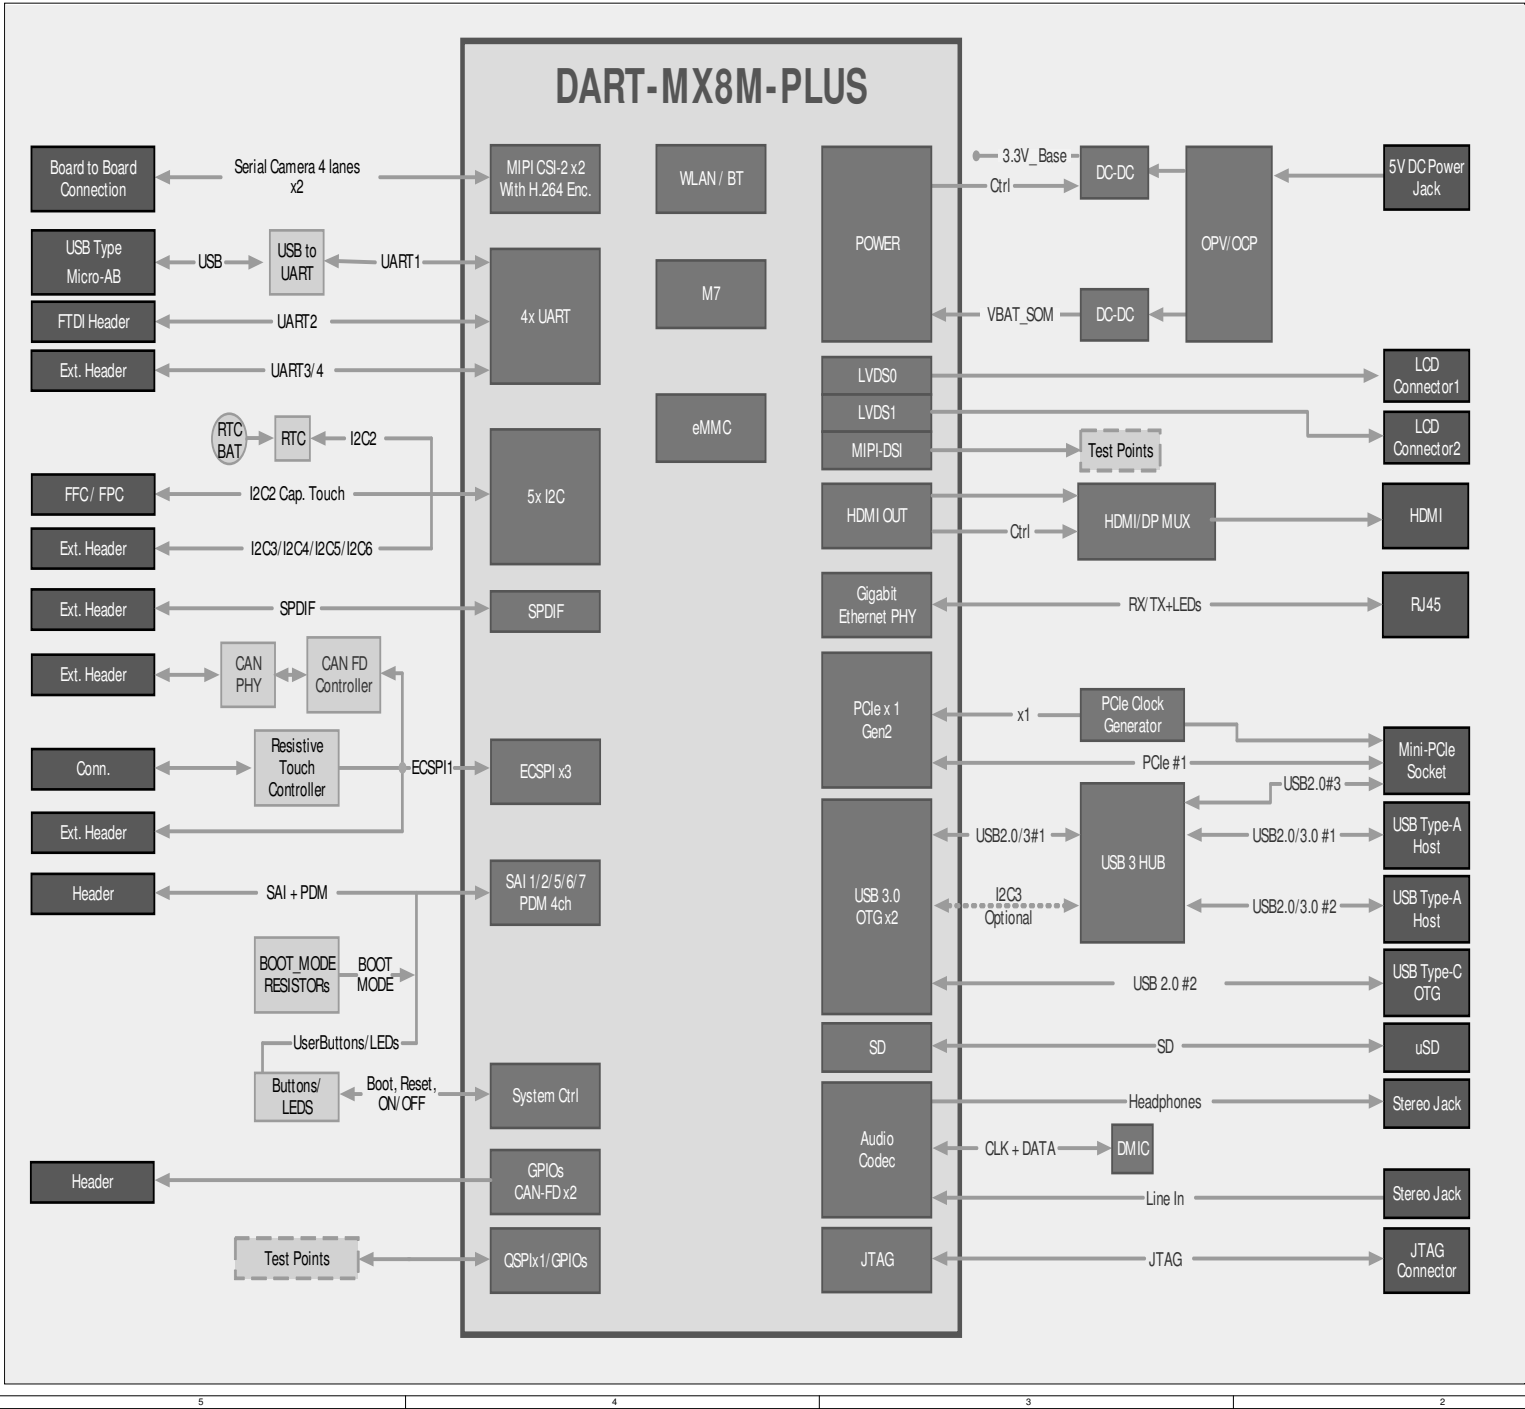 DART-MX8M-PLUS
Board to Board
Connection
Serial Camera 4 lanes
x2
MIPI CSI-2 x2
With H.264 Enc.
USB Type
Micro-AB
USB
USB to
UART
UART1
FTDI Header
UART2
4x UART
Ext. Header
UART3/4
RTC
BAT
RTC
I2C2
FFC/ FPC
I2C2 Cap. Touch
5x I2C
Ext. Header
I2C3/I2C4/I2C5/I2C6
Ext. Header
SPDIF
SPDIF
Ext. Header
CAN
PHY
CAN FD
Controller
Conn.
Resistive
Touch
Controller
ECSPI1
ECSPI x3
Ext. Header
Header
SAI + PDM
SAI 1/2/5/6/7
PDM 4ch
BOOT_MODE
RESISTORs
BOOT
MODE
UserButtons/LEDs
Buttons/
LEDS
Boot, Reset,
ON/OFF
System Ctrl
Header
GPIOs
CAN-FD x2
Test Points
QSPIx1/GPIOs
WLAN / BT
M7
eMMC
POWER
3.3V_Base
Ctrl
DC-DC
OPV/OCP
5V DC Power
Jack
VBAT_SOM
DC-DC
LVDS0
LCD
Connector1
LVDS1
LCD
Connector2
MIPI-DSI
Test Points
HDMI OUT
Ctrl
HDMI/DP MUX
HDMI
Gigabit
Ethernet PHY
RX/TX+LEDs
RJ45
PCIe x 1
Gen2
x1
PCIe Clock
Generator
PCIe #1
Mini-PCIe
Socket
USB2.0#3
USB 3.0
OTG x2
USB2.0/3#1
USB 3 HUB
USB2.0/3.0 #1
USB Type-A
Host
I2C3
Optional
USB2.0/3.0 #2
USB Type-A
Host
USB 2.0 #2
USB Type-C
OTG
SD
SD
uSD
Audio
Codec
Headphones
Stereo Jack
CLK + DATA
DMIC
Line In
Stereo Jack
JTAG
JTAG
JTAG
Connector
5
4
3
2